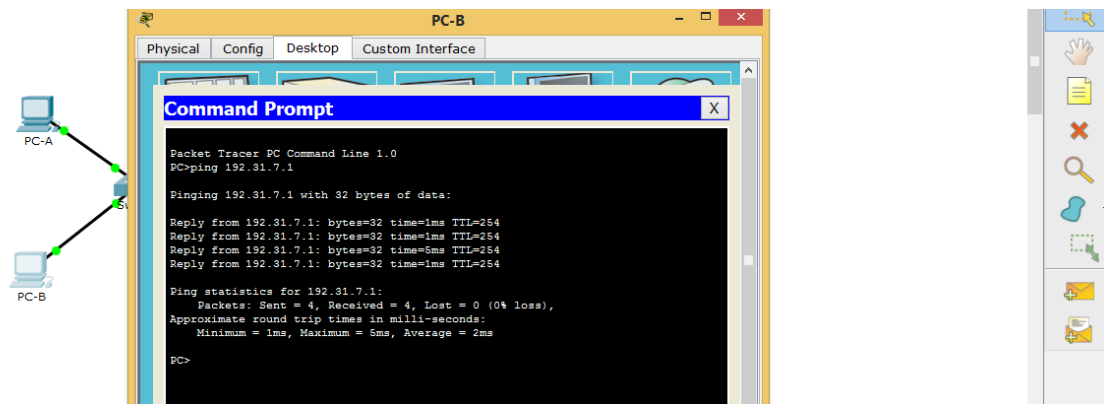 PC-B
Physical Config Desktop Custom Interface
Command Prompt
X
Packet Tracer PC Command Line 1.0
PC>ping 192.31.7.1
Pinging 192.31.7.1 with 32 bytes of data:
Reply from 192.31.7.1: bytes=32 time=1ms TTL=254
Reply from 192.31.7.1: bytes=32 time=1ms TTL=254
Reply from 192.31.7.1: bytes=32 time=5ms TTL=254
Reply from 192.31.7.1: bytes=32 time=1ms TTL=254
Ping statistics for 192.31.7.1:
Packets: Sent = 4, Received = 4, Lost = 0 (0% loss),
Approximate round trip times in milli-seconds:
Minimum = 1ms, Maximum = 5ms, Average = 2ms
PC>
PC-A
PC-B